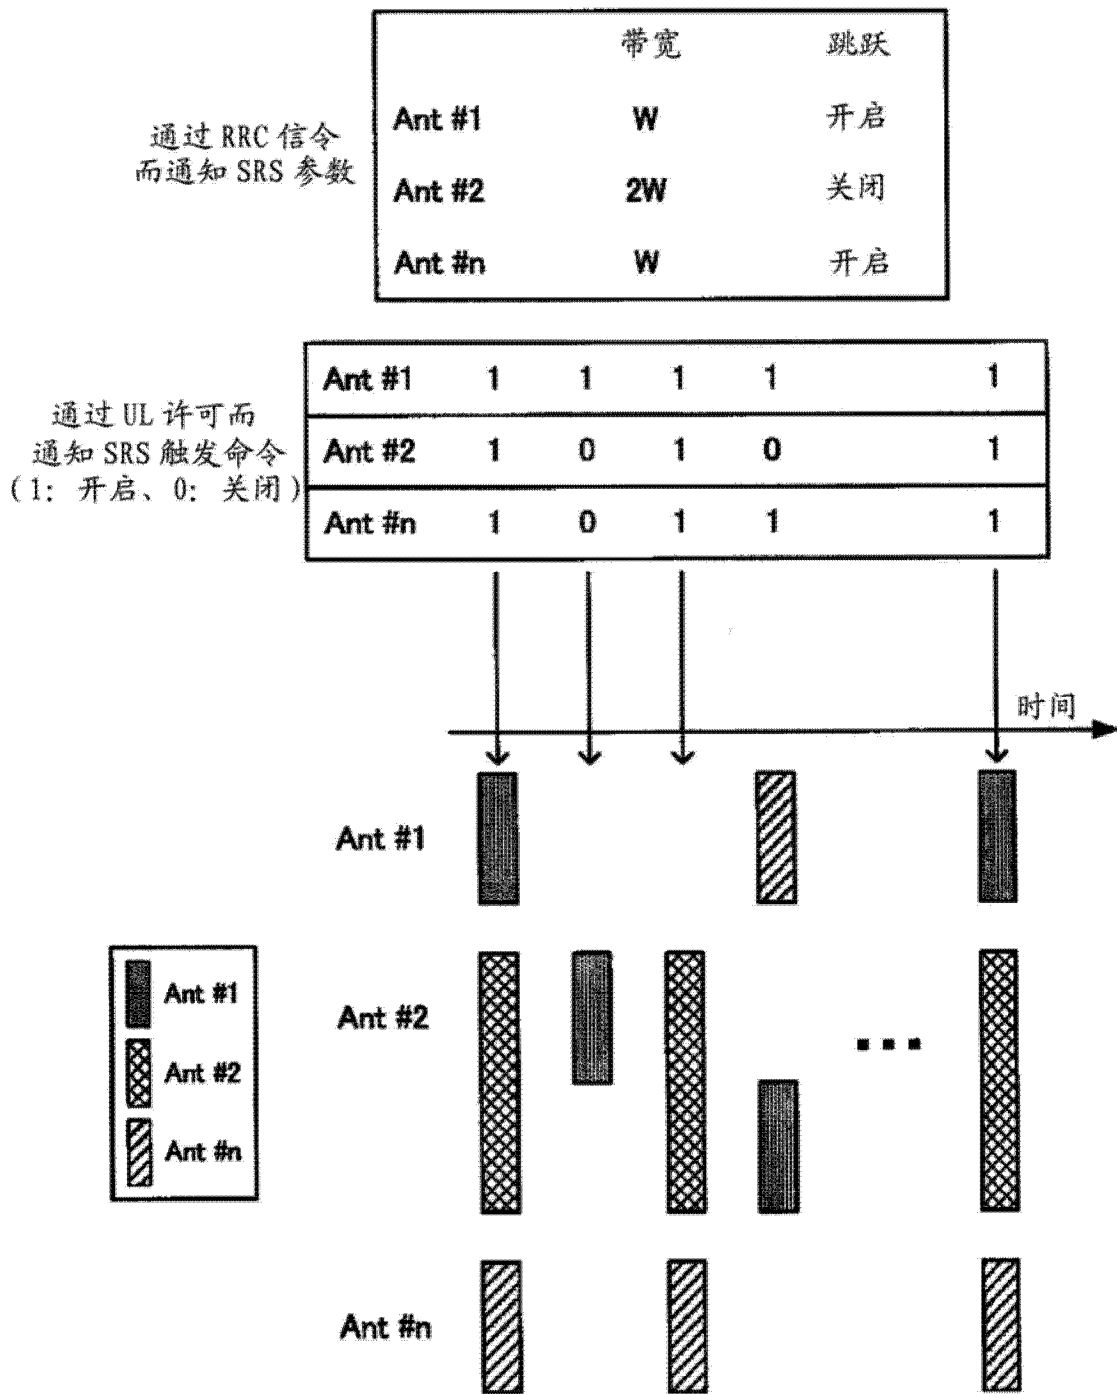 带宽 跳跃
Ant #1 W 开启
Ant #2 2W 关闭
Ant #n W 开启
通过 RRC 信令
而通知 SRS 参数
Ant #1 1 1 1 1 1
Ant #2 1 0 1 0 1
Ant #n 1 0 1 1 1
通过 UL 许可而
通知 SRS 触发命令
(1: 开启、0: 关闭)
时间
Ant #1
Ant #2
Ant #n
Ant #1
Ant #2
Ant #n